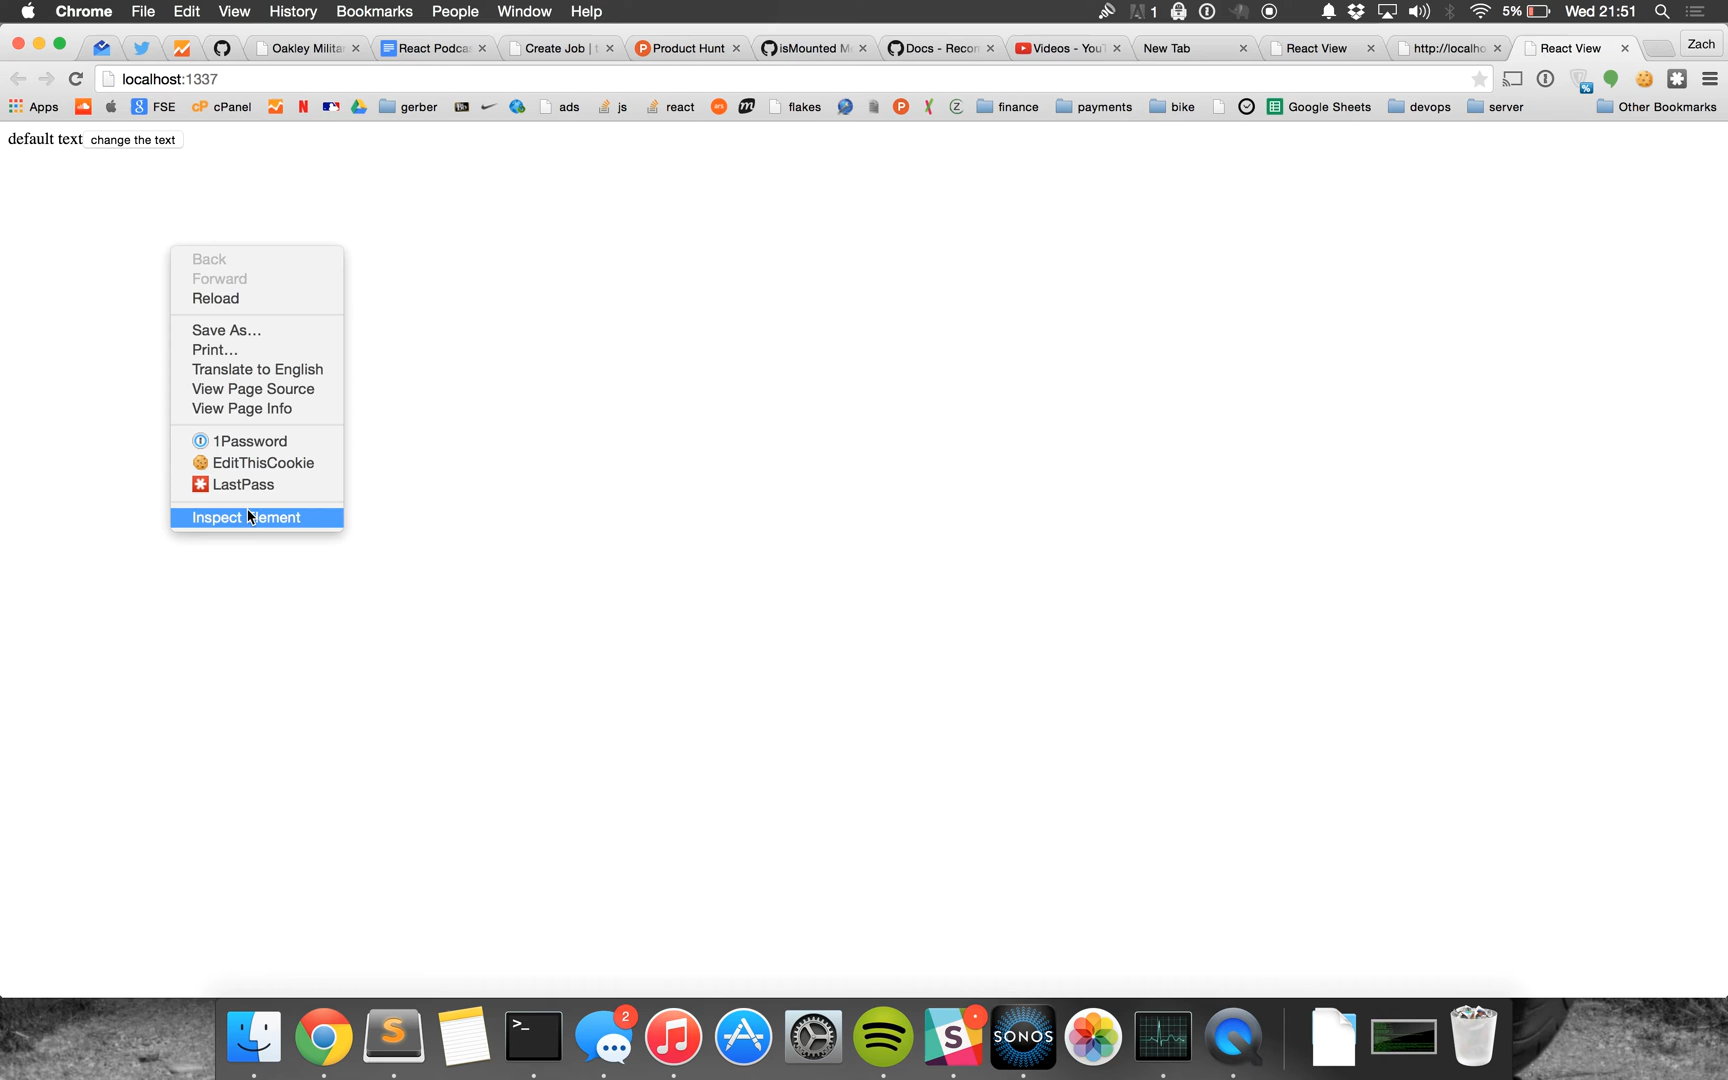 Chrome File Edit View History Bookmarks People Window Help 1 5% Wed 21:51
Oakley Milita React Podca Create Job | t Product Hunt isMounted M Docs - Recon Videos - YouT New Tab React View http://localho React View Zach
localhost:1337
Apps FSE cP cPanel N gerber ads js react flakes finance payments bike Google Sheets devops server Other Bookmarks
default text change the text
Back
Forward
Reload
Save As...
Print...
Translate to English
View Page Source
View Page Info
1Password
EditThisCookie
LastPass
Inspect Element
2
SONOS